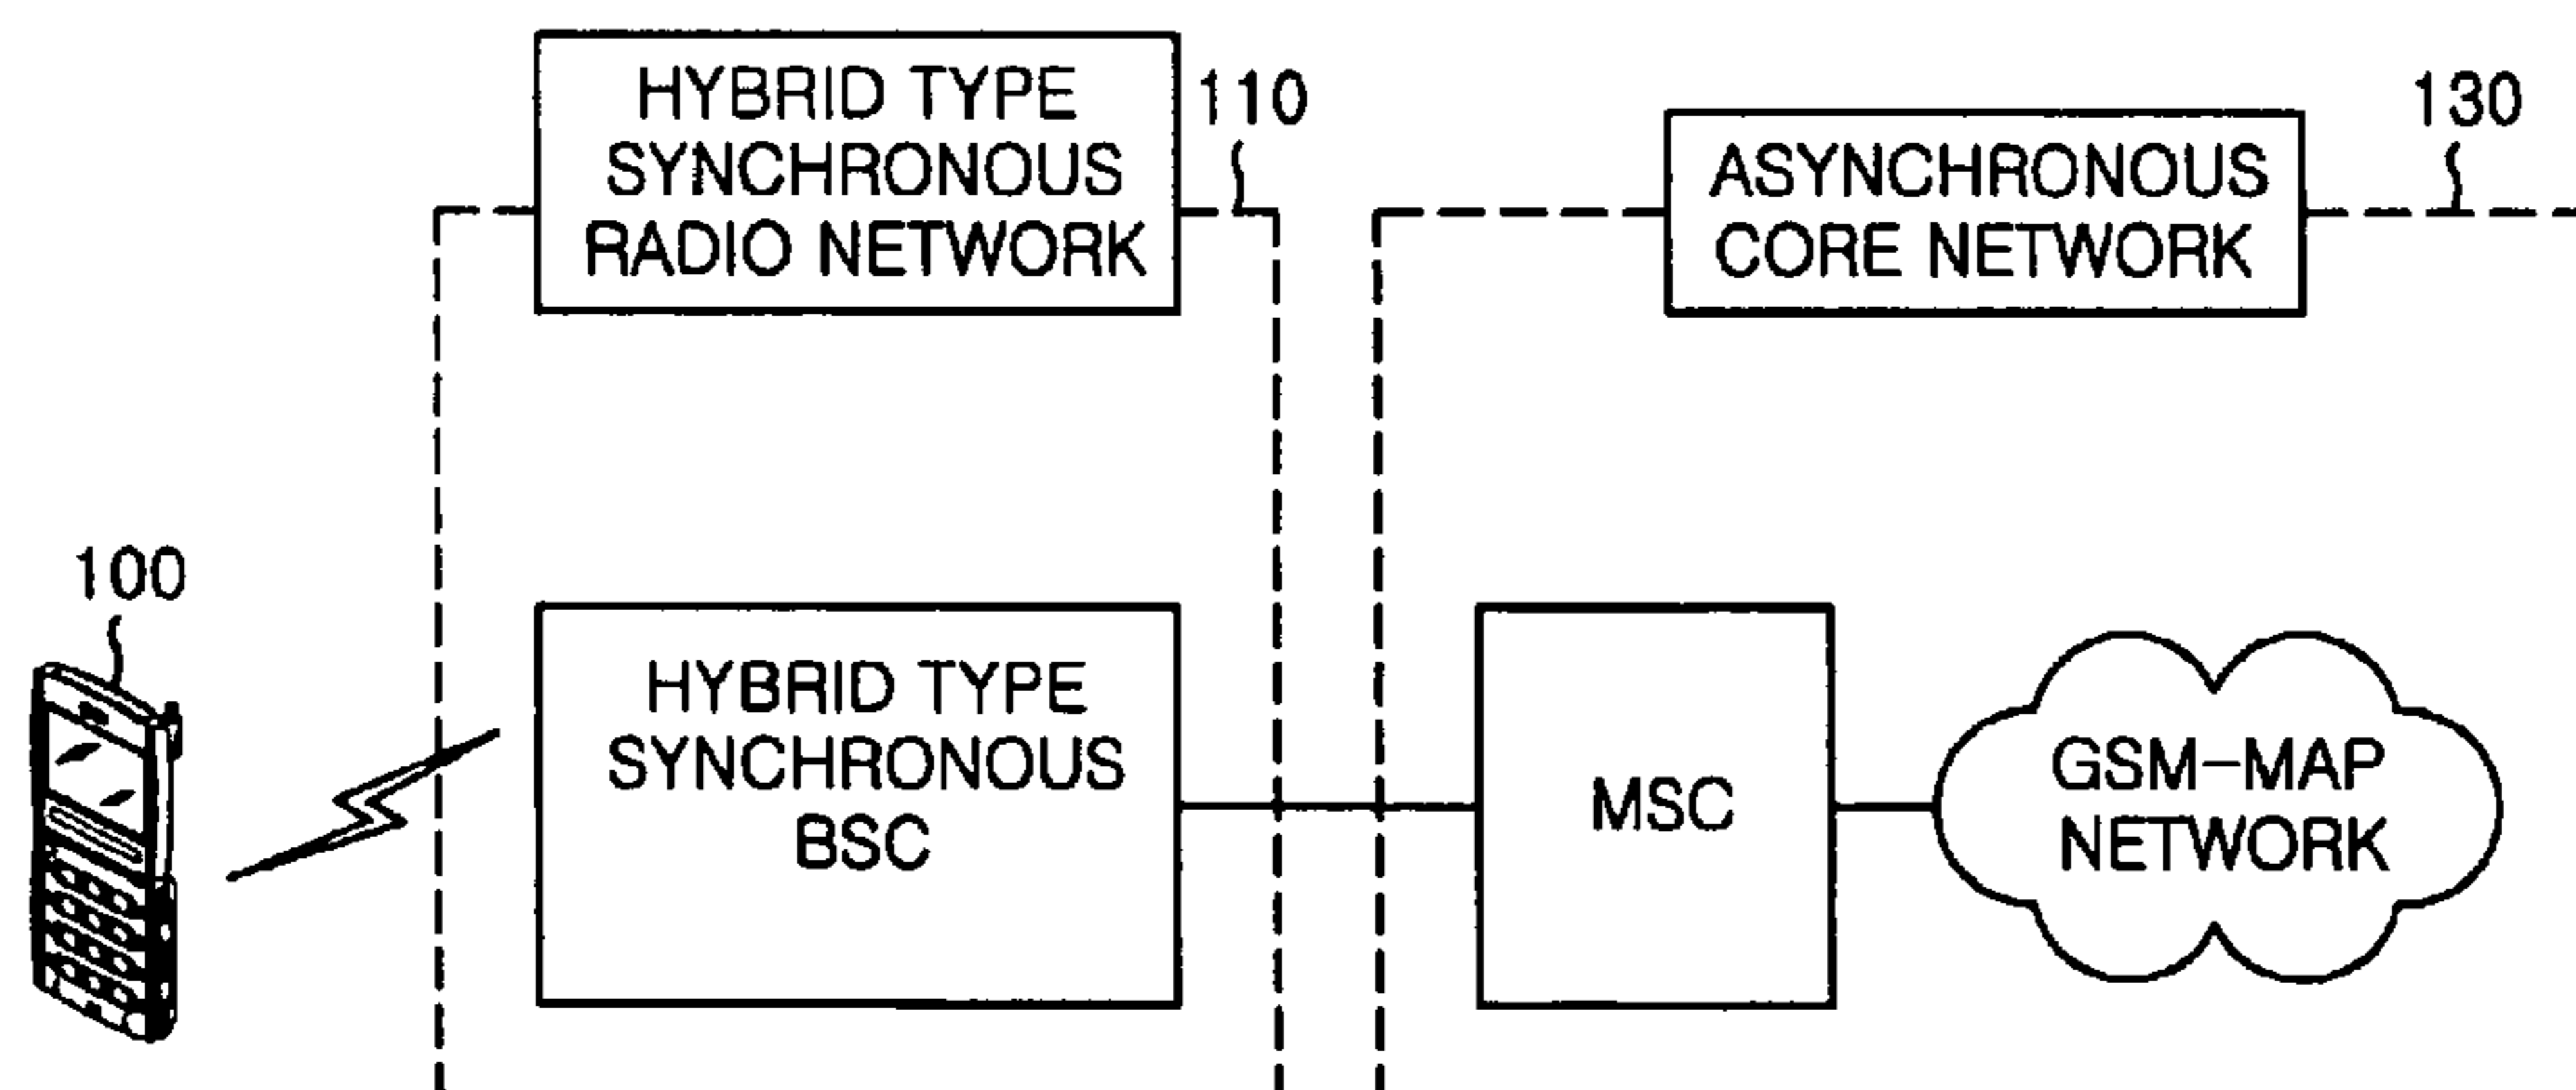 HYBRID TYPE
SYNCHRONOUS
RADIO NETWORK
110
ASYNCHRONOUS
CORE NETWORK
130
100
HYBRID TYPE
SYNCHRONOUS
BSC
MSC
GSM-MAP
NETWORK